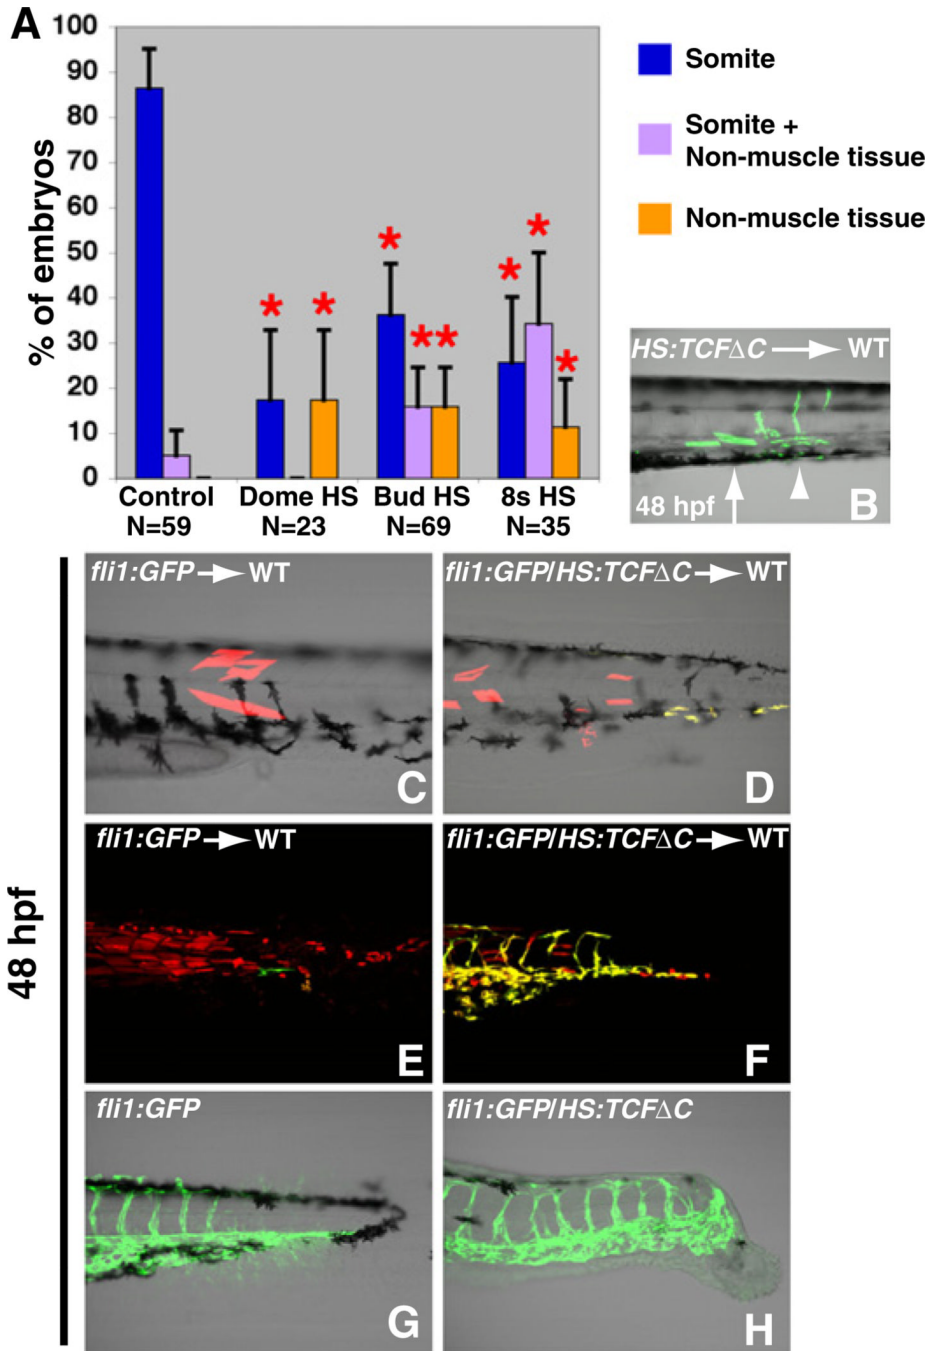 A
100
90
80
70
60
50
40
30
20
10
0
% of embryos
* * * * * * * *
Control
N=59
Dome HS
N=23
Bud HS
N=69
8s HS
N=35
Somite
Somite +
Non-muscle tissue
Non-muscle tissue
HS:TCFΔC WT
48 hpf
B
48 hpf
fli1:GFP WT
C
fli1:GFP/HS:TCFΔC WT
D
fli1:GFP WT
E
fli1:GFP/HS:TCFΔC WT
F
fli1:GFP
G
fli1:GFP/HS:TCFΔC
H